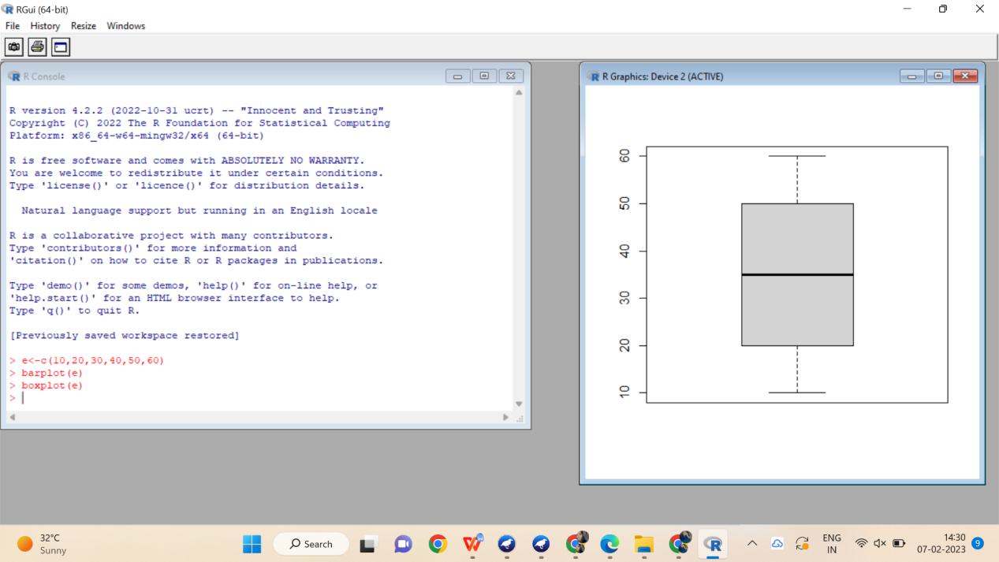 RGui (64-bit)
File History Resize Windows
R Console
R version 4.2.2 (2022-10-31 ucrt) -- "Innocent and Trusting"
Copyright (C) 2022 The R Foundation for Statistical Computing
Platform: x86_64-w64-mingw32/x64 (64-bit)
R is free software and comes with ABSOLUTELY NO WARRANTY.
You are welcome to redistribute it under certain conditions.
Type 'license()' or 'licence()' for distribution details.
Natural language support but running in an English locale
R is a collaborative project with many contributors.
Type 'contributors()' for more information and
'citation()' on how to cite R or R packages in publications.
Type 'demo()' for some demos, 'help()' for on-line help, or
'help.start()' for an HTML browser interface to help.
Type 'q()' to quit R.
[Previously saved workspace restored]
> e<-c(10,20,30,40,50,60)
> barplot(e)
> boxplot(e)
>
R Graphics: Device 2 (ACTIVE)
60
50
40
30
20
10
32°C
Sunny
Search
ENG
IN
14:30
07-02-2023
9